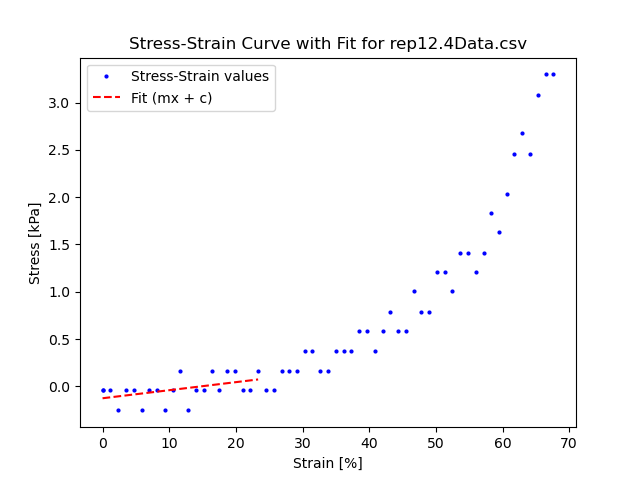 Stress-Strain Curve with Fit for rep12.4Data.csv
Stress-Strain values
Fit (mx + c)
3.0
2.5
2.0
1.5
1.0
0.5
0.0
Stress [kPa]
0 10 20 30 40 50 60 70
Strain [%]